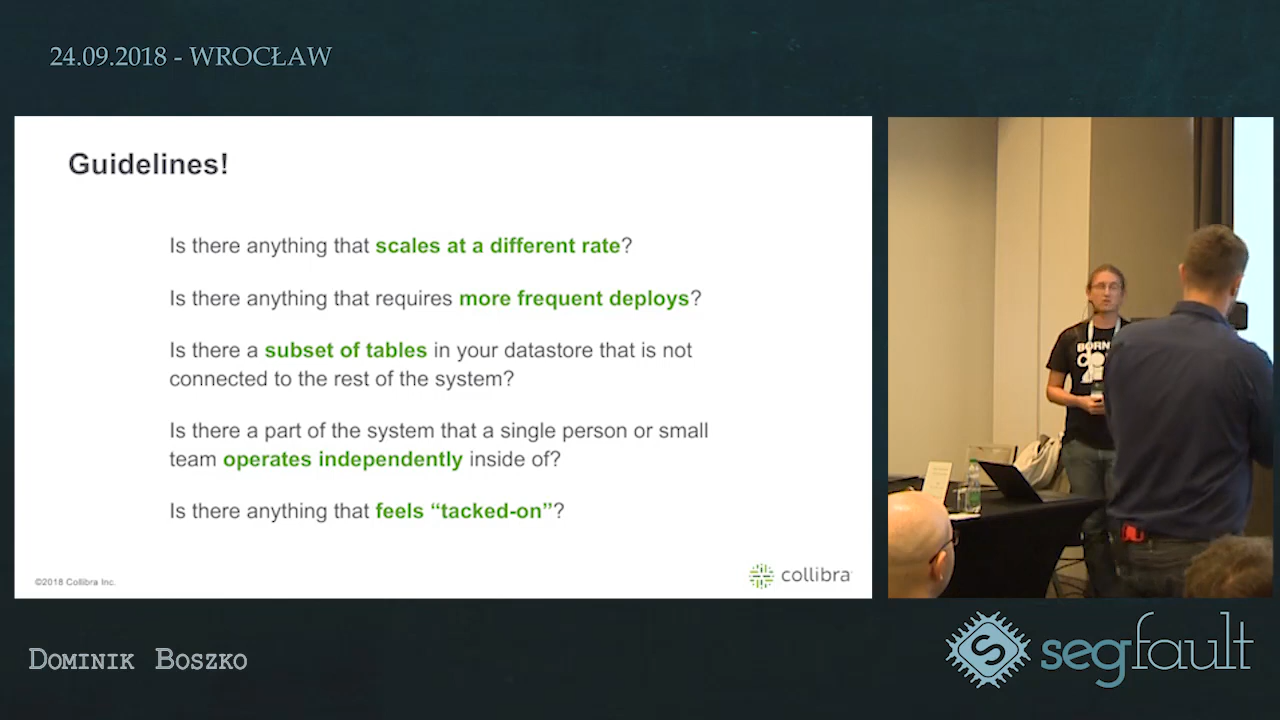 24.09.2018 - WROCŁAW
Guidelines!
Is there anything that scales at a different rate?
Is there anything that requires more frequent deploys?
Is there a subset of tables in your datastore that is not
connected to the rest of the system?
Is there a part of the system that a single person or small
team operates independently inside of?
Is there anything that feels “tacked-on”?
©2018 Collibra Inc.
collibra
BORN
Dominik Boszko
segfault